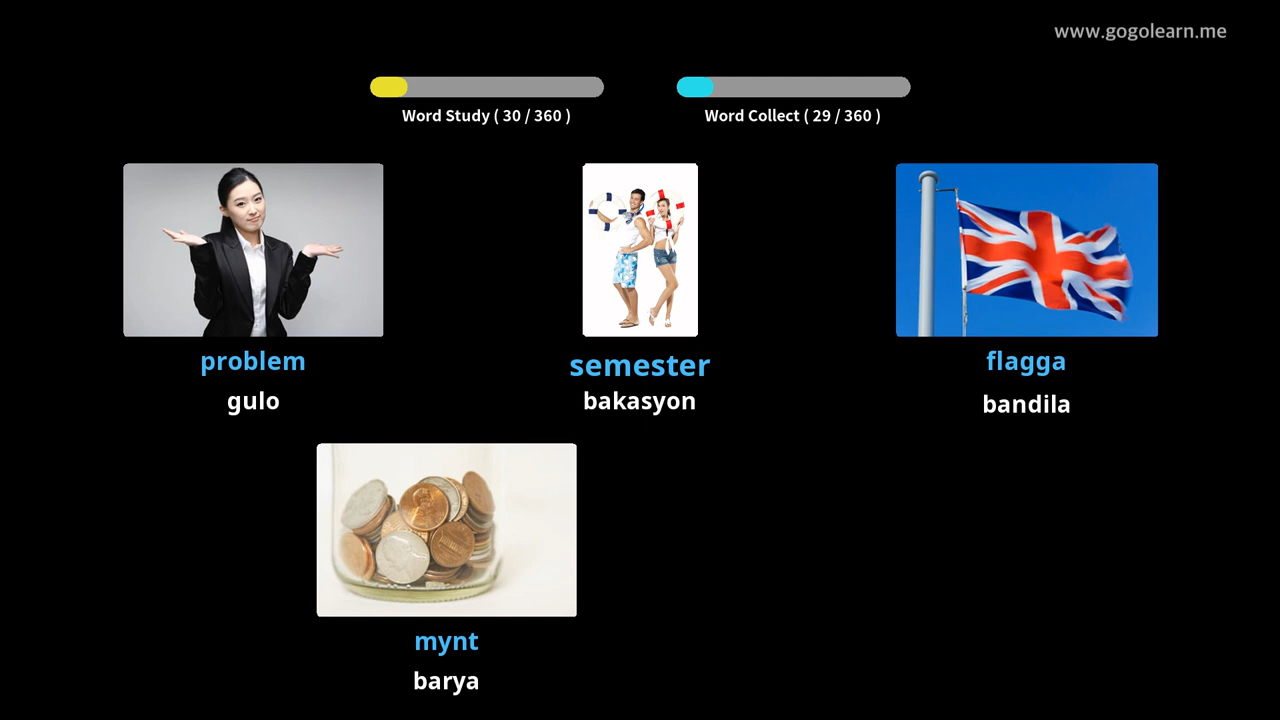 www.gogolearn.me
Word Study ( 30 / 360 )
Word Collect ( 29 / 360 )
problem
gulo
semester
bakasyon
flagga
bandila
mynt
barya